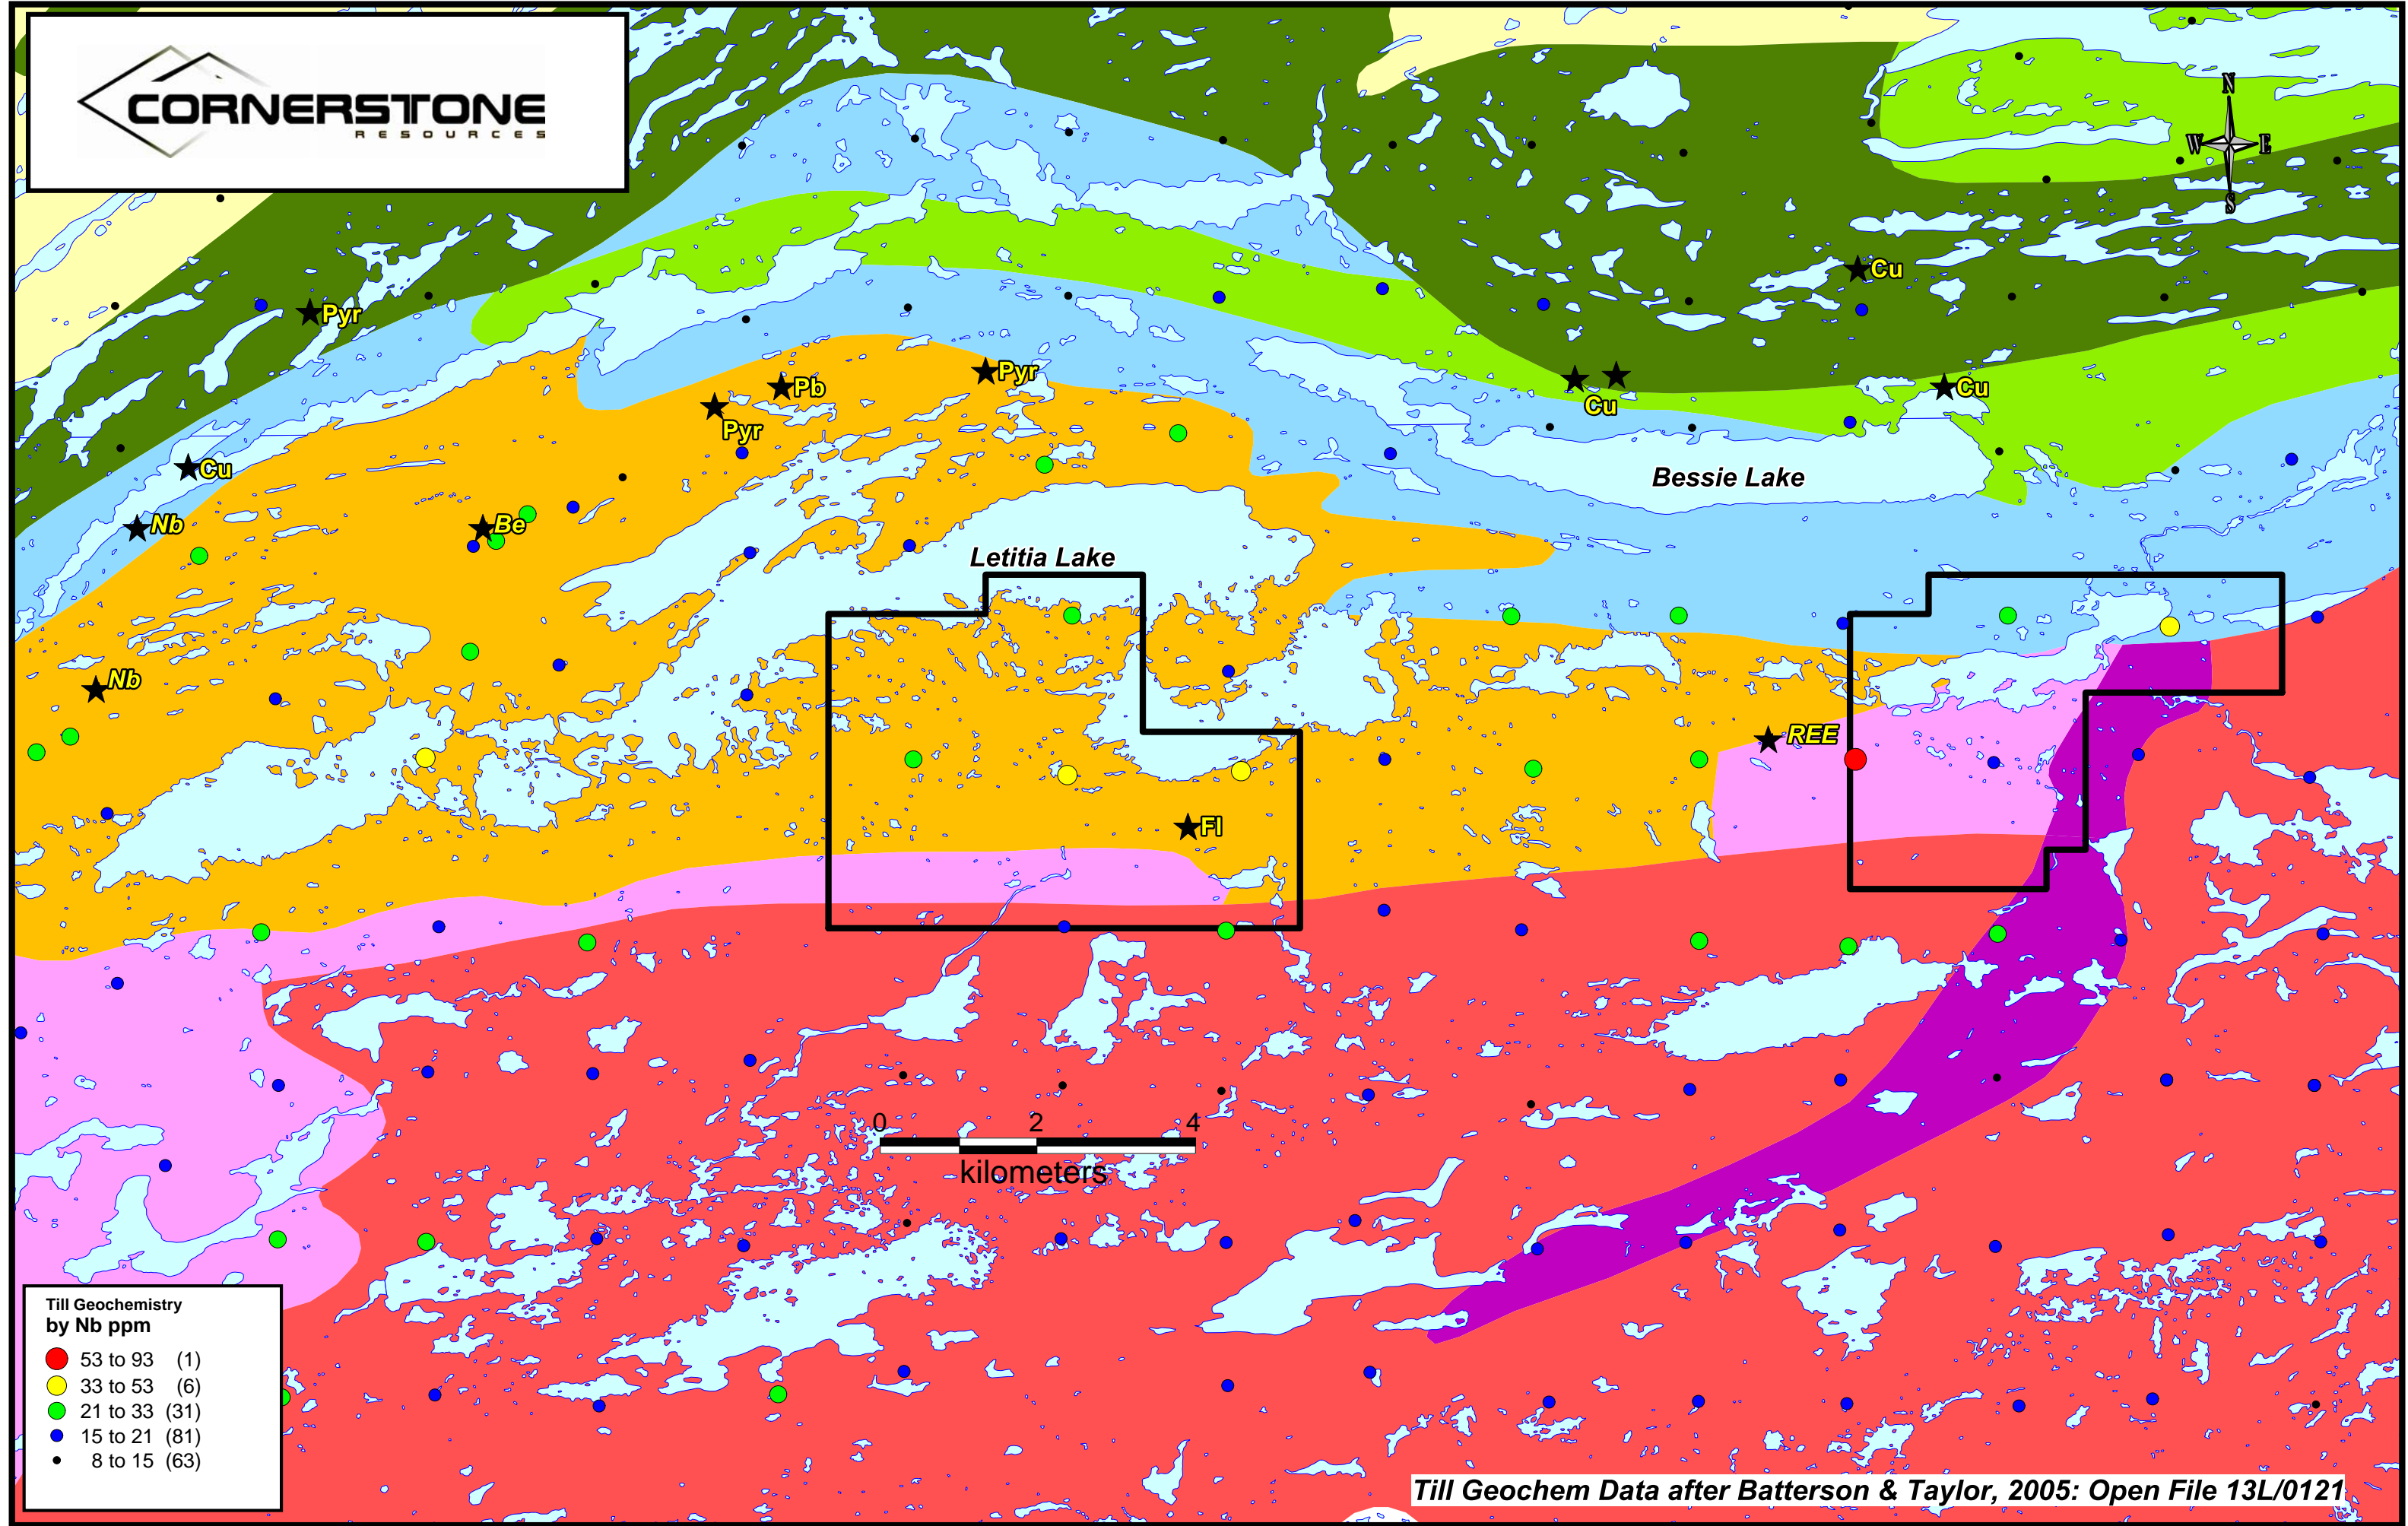 CORNERSTONE
RESOURCES
N
W
E
S
Cu
Pyr
Pyr
Pb
Cu
Cu
Pyr
Cu
Bessie Lake
Nb
Be
Letitia Lake
Nb
REE
Fl
0 2 4
kilometers
Till Geochemistry
by Nb ppm
53 to 93 (1)
33 to 53 (6)
21 to 33 (31)
15 to 21 (81)
8 to 15 (63)
Till Geochem Data after Batterson & Taylor, 2005: Open File 13L/0121